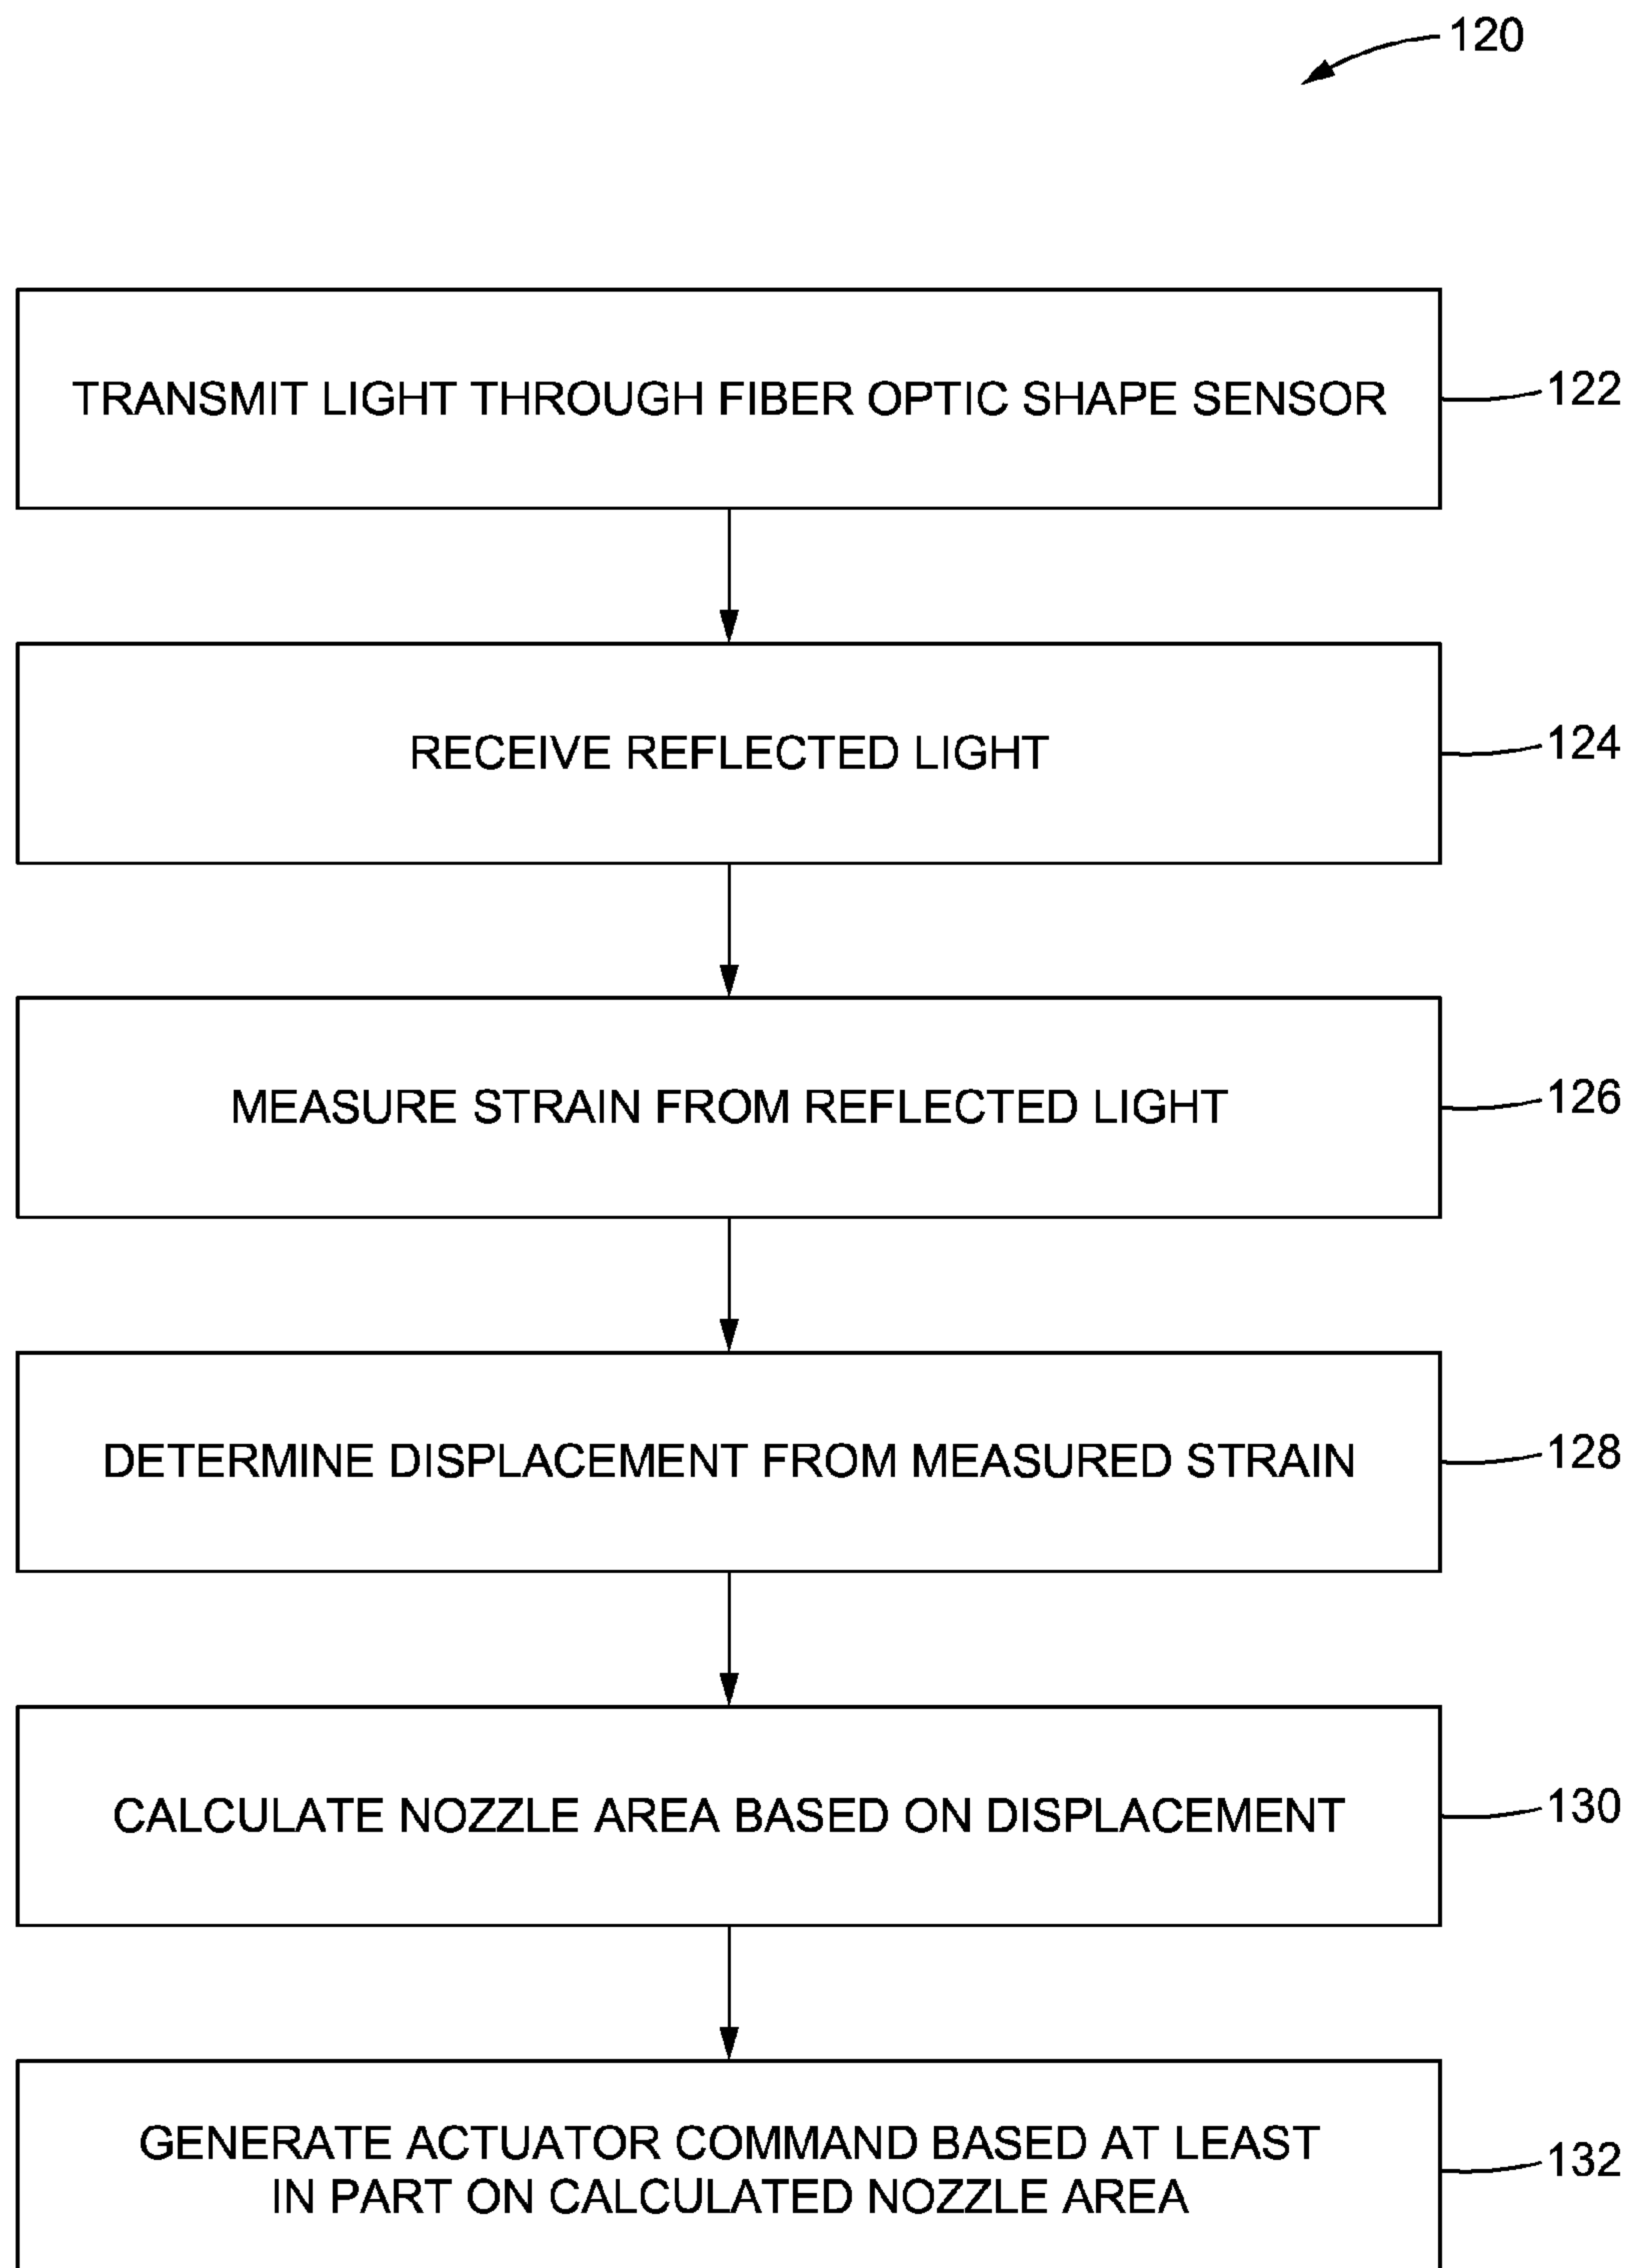 120
TRANSMIT LIGHT THROUGH FIBER OPTIC SHAPE SENSOR
122
RECEIVE REFLECTED LIGHT
124
MEASURE STRAIN FROM REFLECTED LIGHT
126
DETERMINE DISPLACEMENT FROM MEASURED STRAIN
128
CALCULATE NOZZLE AREA BASED ON DISPLACEMENT
130
GENERATE ACTUATOR COMMAND BASED AT LEAST
IN PART ON CALCULATED NOZZLE AREA
132